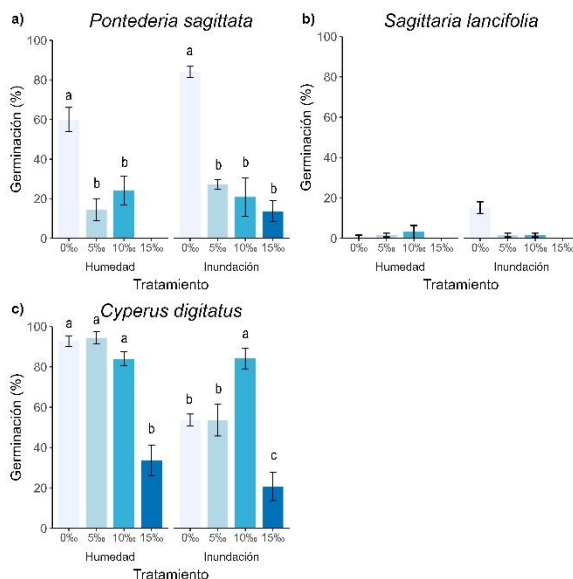 a) Pontederia sagittata
Germinación (%)
100
80
60
40
20
0
a
b
b
a
b
b
b
0‰ 5‰ 10‰ 15‰ 0‰ 5‰ 10‰ 15‰
Humedad Inundación
Tratamiento
b) Sagittaria lancifolia
Germinación (%)
100
80
60
40
20
0
0‰ 5‰ 10‰ 15‰ 0‰ 5‰ 10‰ 15‰
Humedad Inundación
Tratamiento
c) Cyperus digitatus
Germinación (%)
100
80
60
40
20
0
a
a
a
b
b
b
a
c
0‰ 5‰ 10‰ 15‰ 0‰ 5‰ 10‰ 15‰
Humedad Inundación
Tratamiento